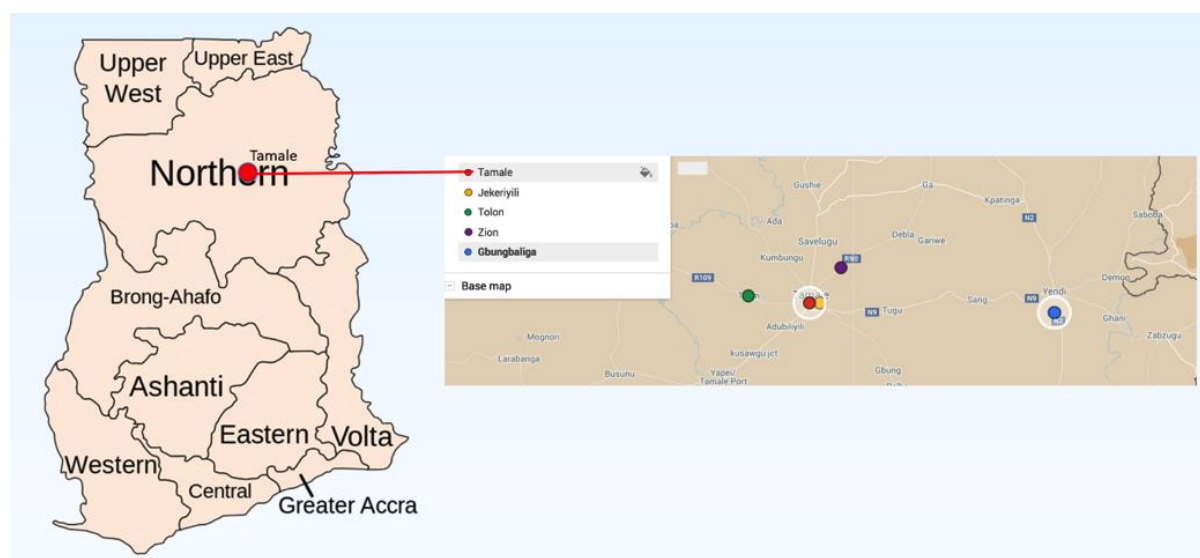 Upper West
Upper East
Tamale
Northern
Brong-Ahafo
Ashanti
Eastern
Volta
Western
Central
Greater Accra
Tamale
Jekeriyili
Tolon
Zion
Gbungbaliga
Base map
Gushie
Ga
Kpatinga
N2
Saboba
Ada
Savelugu
Debla
Ganwe
Kumbungu
R90
R109
Demon
Yendi
Sang
N9
N9
Tugu
Ghani
Adubiliyili
Mognori
Zabzugu
Larabanga
kusawgu jct
Busunu
Yapei/
Tamale Port
Gbung